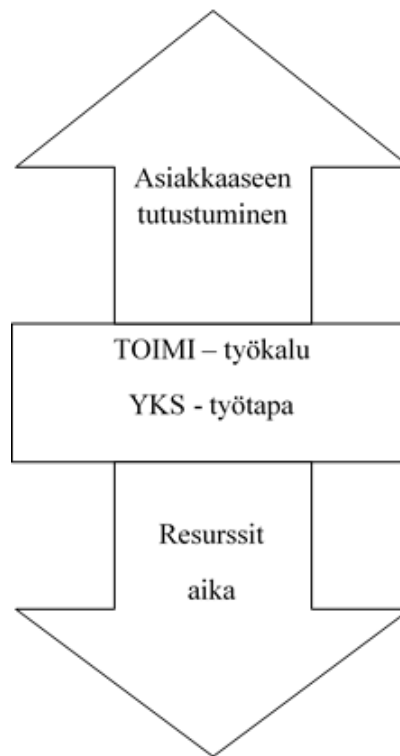 Asiakkaaseen
tutustuminen
TOIMI – työkalu
YKS - työtapa
Resurssit
aika